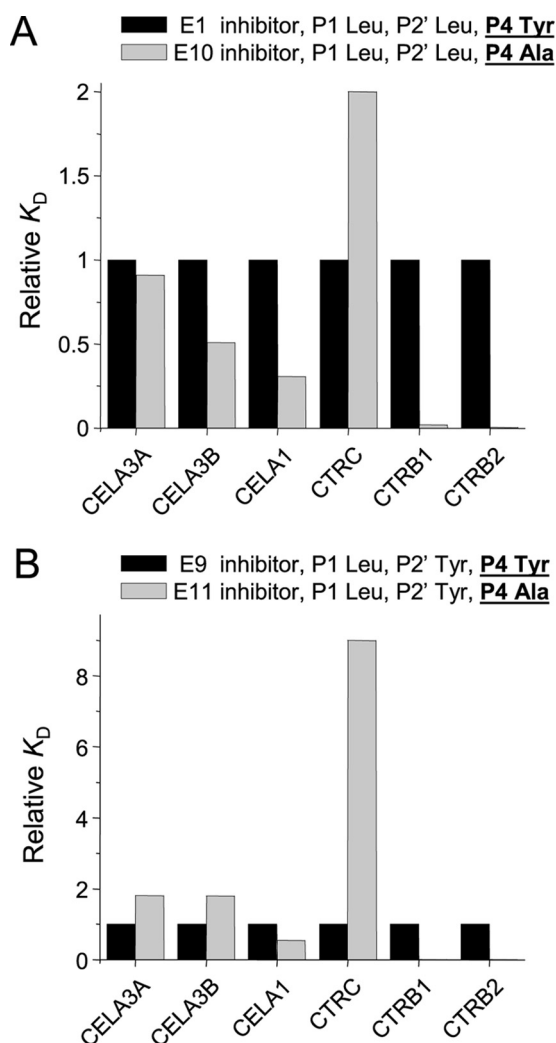 A
E1 inhibitor, P1 Leu, P2' Leu, P4 Tyr
E10 inhibitor, P1 Leu, P2' Leu, P4 Ala
Relative KD
2
1.5
1
0.5
0
CELA3A
CELA3B
CELA1
CTRC
CTRB1
CTRB2
B
E9 inhibitor, P1 Leu, P2' Tyr, P4 Tyr
E11 inhibitor, P1 Leu, P2' Tyr, P4 Ala
Relative KD
8
6
4
2
0
CELA3A
CELA3B
CELA1
CTRC
CTRB1
CTRB2